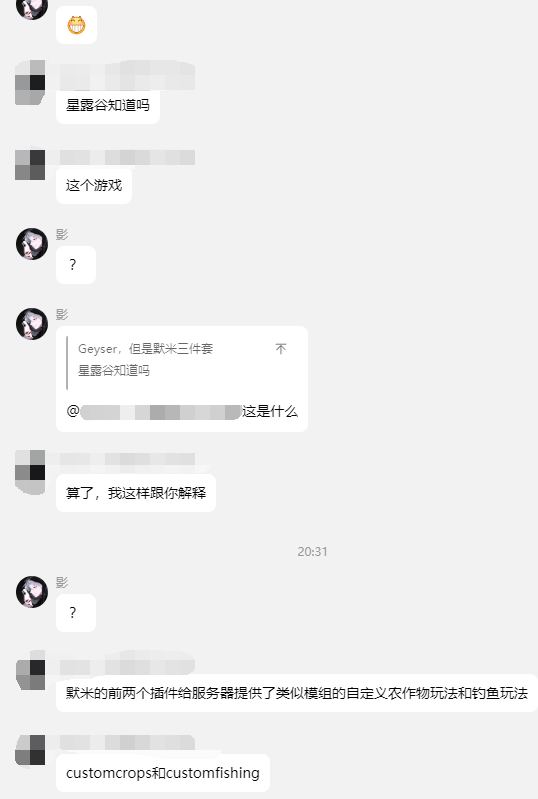 星露谷知道吗
这个游戏
影
？
影
Geyser，但是默米三件套
星露谷知道吗
@
这是什么
算了，我这样跟你解释
20:31
影
？
默米的前两个插件给服务器提供了类似模组的自定义农作物玩法和钓鱼玩法
customcrops和customfishing